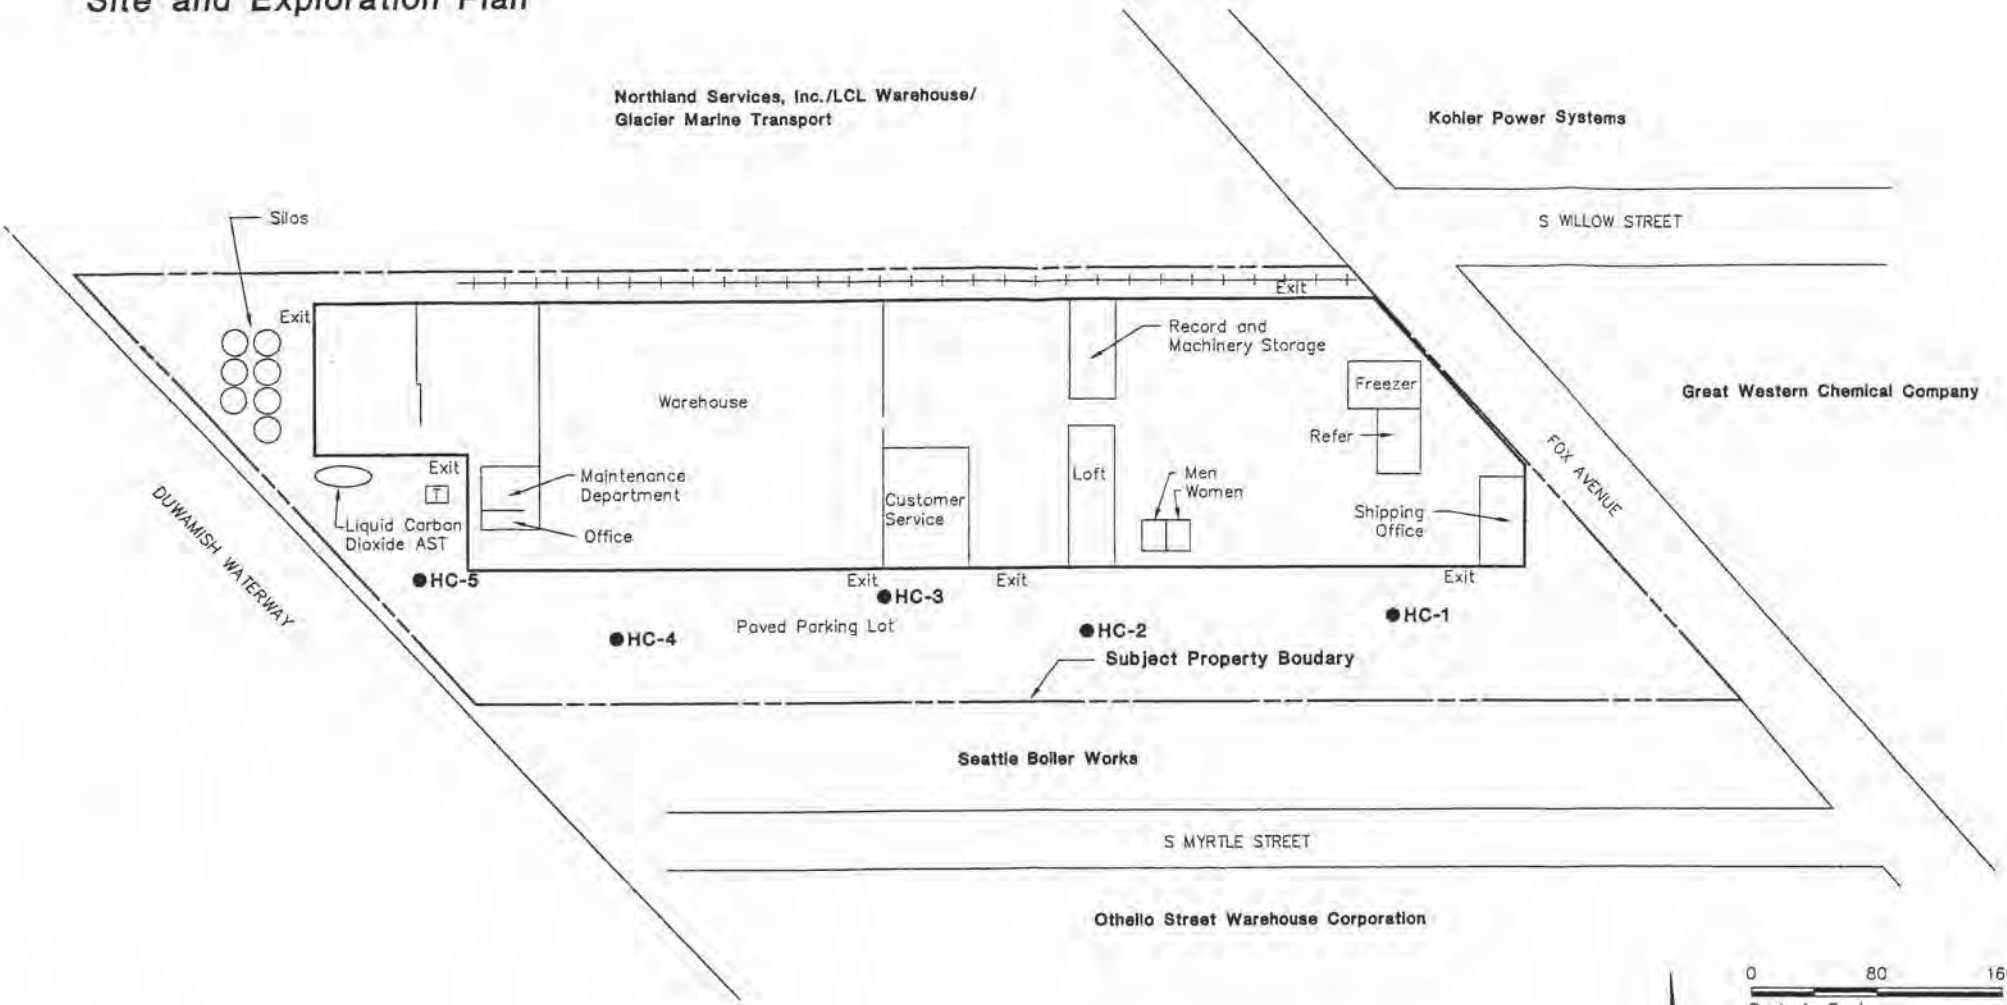 Site and Exploration Plan
Northland Services, Inc./LCL Warehouse/
Glacier Marine Transport
Kohler Power Systems
Silos
S WILLOW STREET
Exit
Exit
Record and
Machinery Storage
Freezer
Great Western Chemical Company
Warehouse
Refer
FOX AVENUE
Exit
T
Maintenance
Department
Office
Customer
Service
Loft
Men
Women
Shipping
Office
Liquid Carbon
Dioxide AST
DUWAMISH WATERWAY
HC-5
Exit
Exit
Exit
HC-3
HC-4
Paved Parking Lot
HC-2
HC-1
Subject Property Boudary
Seattle Boiler Works
S MYRTLE STREET
Othello Street Warehouse Corporation
0 80